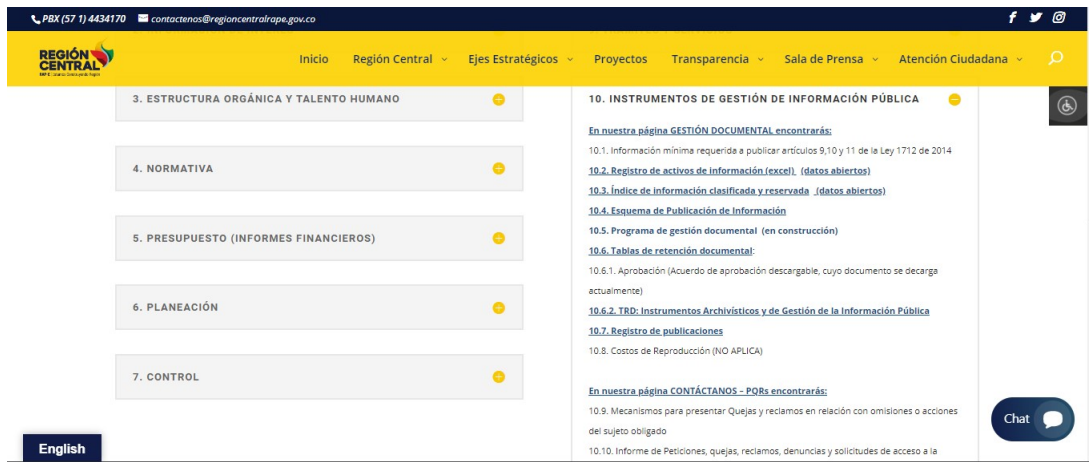 PBX (57 1) 4434170 contactenos@regioncentralrape.gov.co
REGIÓN
CENTRAL
Inicio Región Central Ejes Estratégicos Proyectos Transparencia Sala de Prensa Atención Ciudadana
3. ESTRUCTURA ORGÁNICA Y TALENTO HUMANO
4. NORMATIVA
5. PRESUPUESTO (INFORMES FINANCIEROS)
6. PLANEACIÓN
7. CONTROL
10. INSTRUMENTOS DE GESTIÓN DE INFORMACIÓN PÚBLICA
En nuestra página GESTIÓN DOCUMENTAL encontrarás:
10.1. Información mínima requerida a publicar artículos 9,10 y 11 de la Ley 1712 de 2014
10.2. Registro de activos de información (excel) (datos abiertos)
10.3. Índice de información clasificada y reservada (datos abiertos)
10.4. Esquema de Publicación de Información
10.5. Programa de gestión documental (en construcción)
10.6. Tablas de retención documental:
10.6.1. Aprobación (Acuerdo de aprobación descargable, cuyo documento se decarga
actualmente)
10.6.2. TRD: Instrumentos Archivísticos y de Gestión de la Información Pública
10.7. Registro de publicaciones
10.8. Costos de Reproducción (NO APLICA)
En nuestra página CONTÁCTANOS – PQRs encontrarás:
10.9. Mecanismos para presentar Quejas y reclamos en relación con omisiones o acciones
del sujeto obligado
10.10. Informe de Peticiones, quejas, reclamos, denuncias y solicitudes de acceso a la
Chat
English